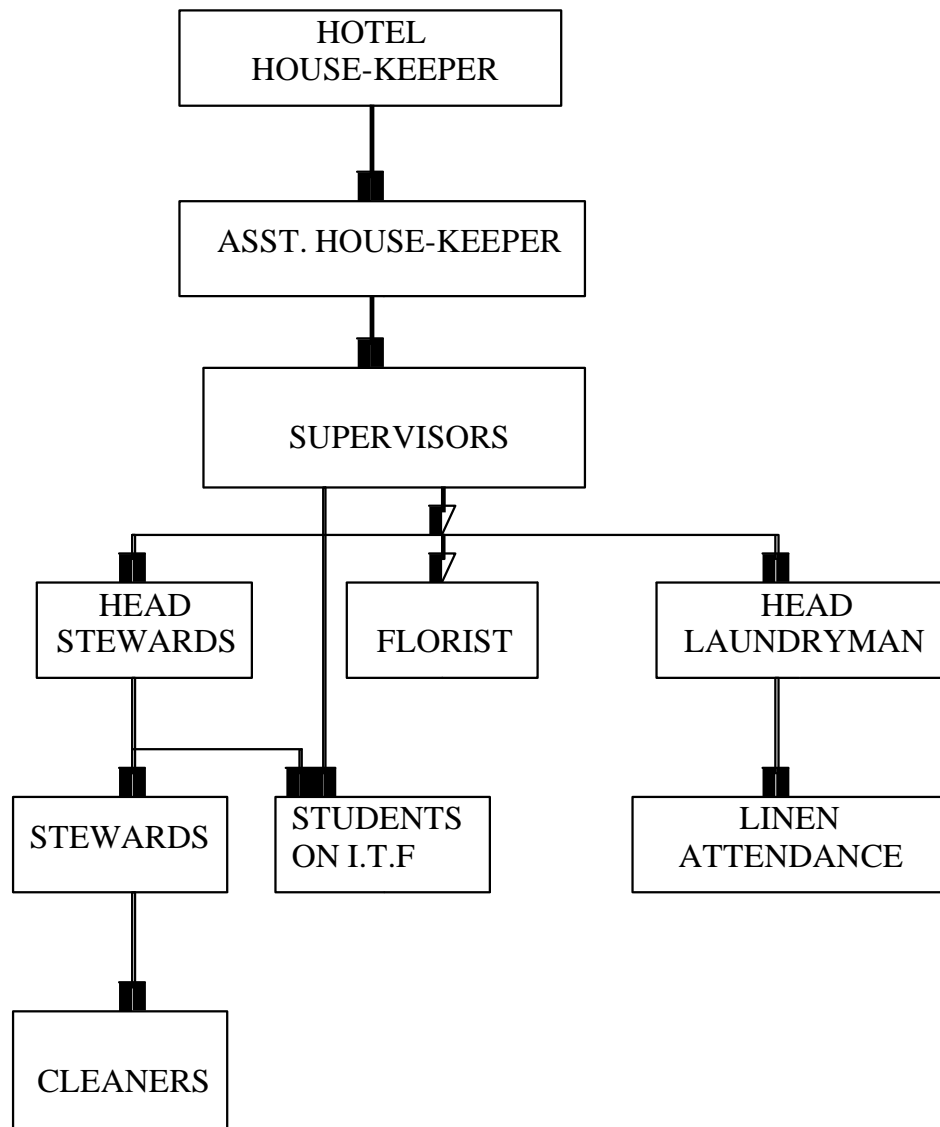 HOTEL
HOUSE-KEEPER
ASST. HOUSE-KEEPER
SUPERVISORS
HEAD
STEWARDS
FLORIST
HEAD
LAUNDRYMAN
STEWARDS
STUDENTS
ON I.T.F
LINEN
ATTENDANCE
CLEANERS